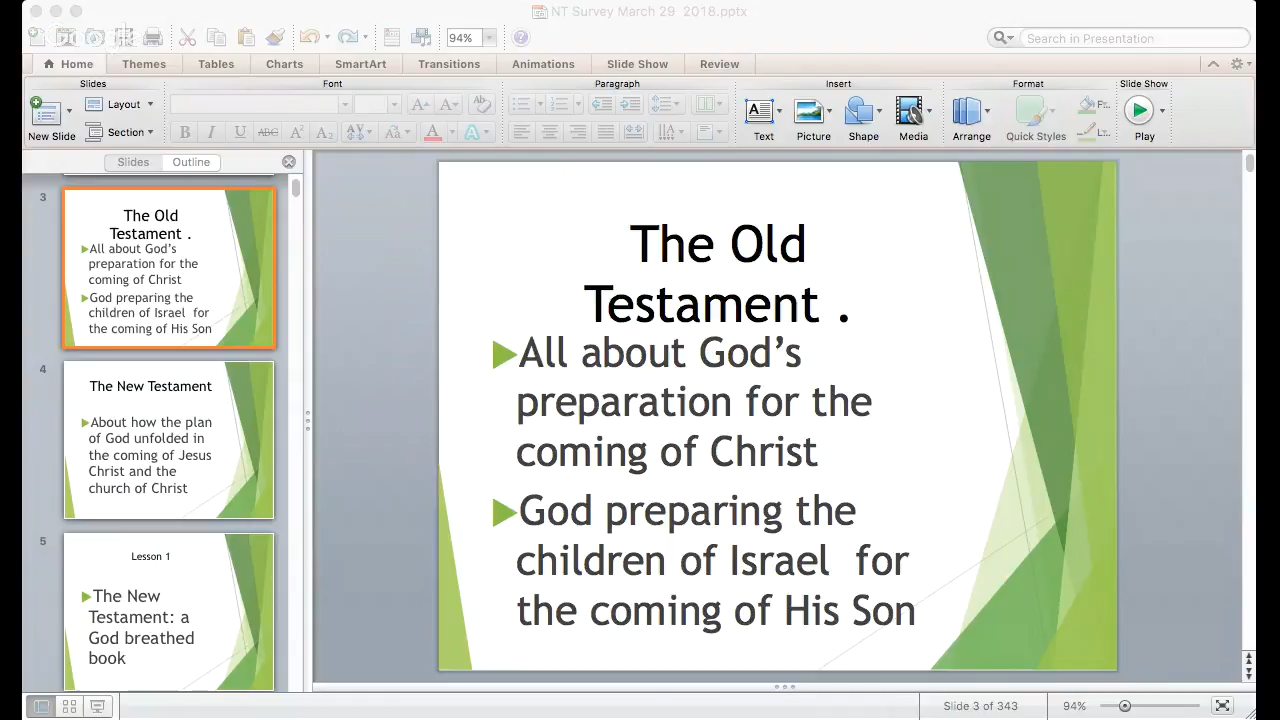 NT Survey March 29  2018.pptx
94%
Search in Presentation
Home
Themes
Tables
Charts
SmartArt
Transitions
Animations
Slide Show
Review
Slides
Font
Paragraph
Insert
Format
Slide Show
New Slide
Layout
Section
B I U ABC A² A₂ AV Aa A A
Text
Picture
Shape
Media
Arrange
Quick Styles
Play
Slides
Outline
3
The Old
Testament .
All about God's
preparation for the
coming of Christ
God preparing the
children of Israel  for
the coming of His Son
4
The New Testament
About how the plan
of God unfolded in
the coming of Jesus
Christ and the
church of Christ
5
Lesson 1
The New
Testament: a
God breathed
book
The Old
Testament .
All about God’s
preparation for the
coming of Christ
God preparing the
children of Israel  for
the coming of His Son
Slide 3 of 343
94%